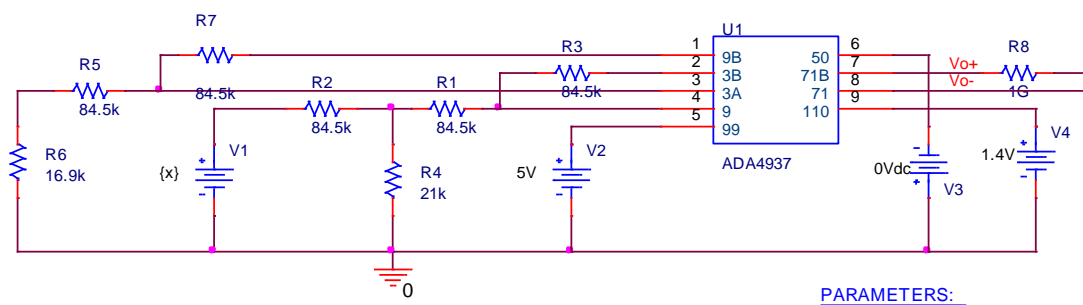 R7
84.5k
R5
84.5k
R6
16.9k
R2
84.5k
R1
84.5k
R3
84.5k
{x}
+
-
V1
R4
21k
5V
+
-
V2
U1
1
2
3
4
5
9B
3B
3A
9
99
50
71B
71
110
6
7
8
9
ADA4937
Vo+
Vo-
R8
1G
0Vdc
-
+
V3
1.4V
+
-
V4
0
PARAMETERS: